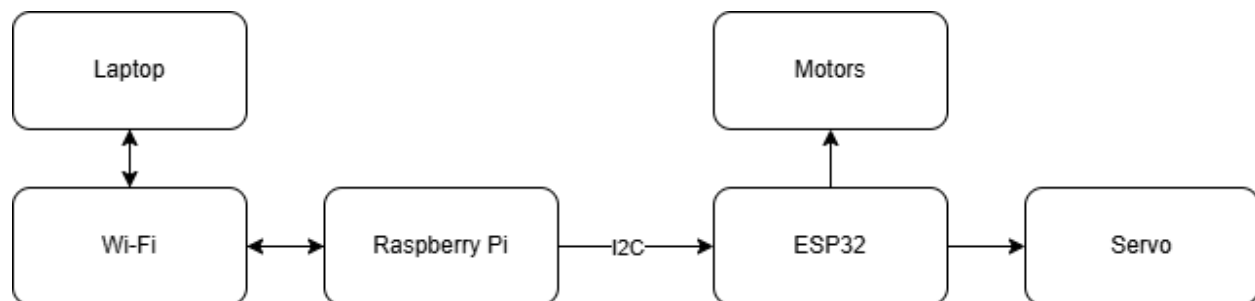 Laptop
Motors
Wi-Fi
Raspberry Pi
I2C
ESP32
Servo